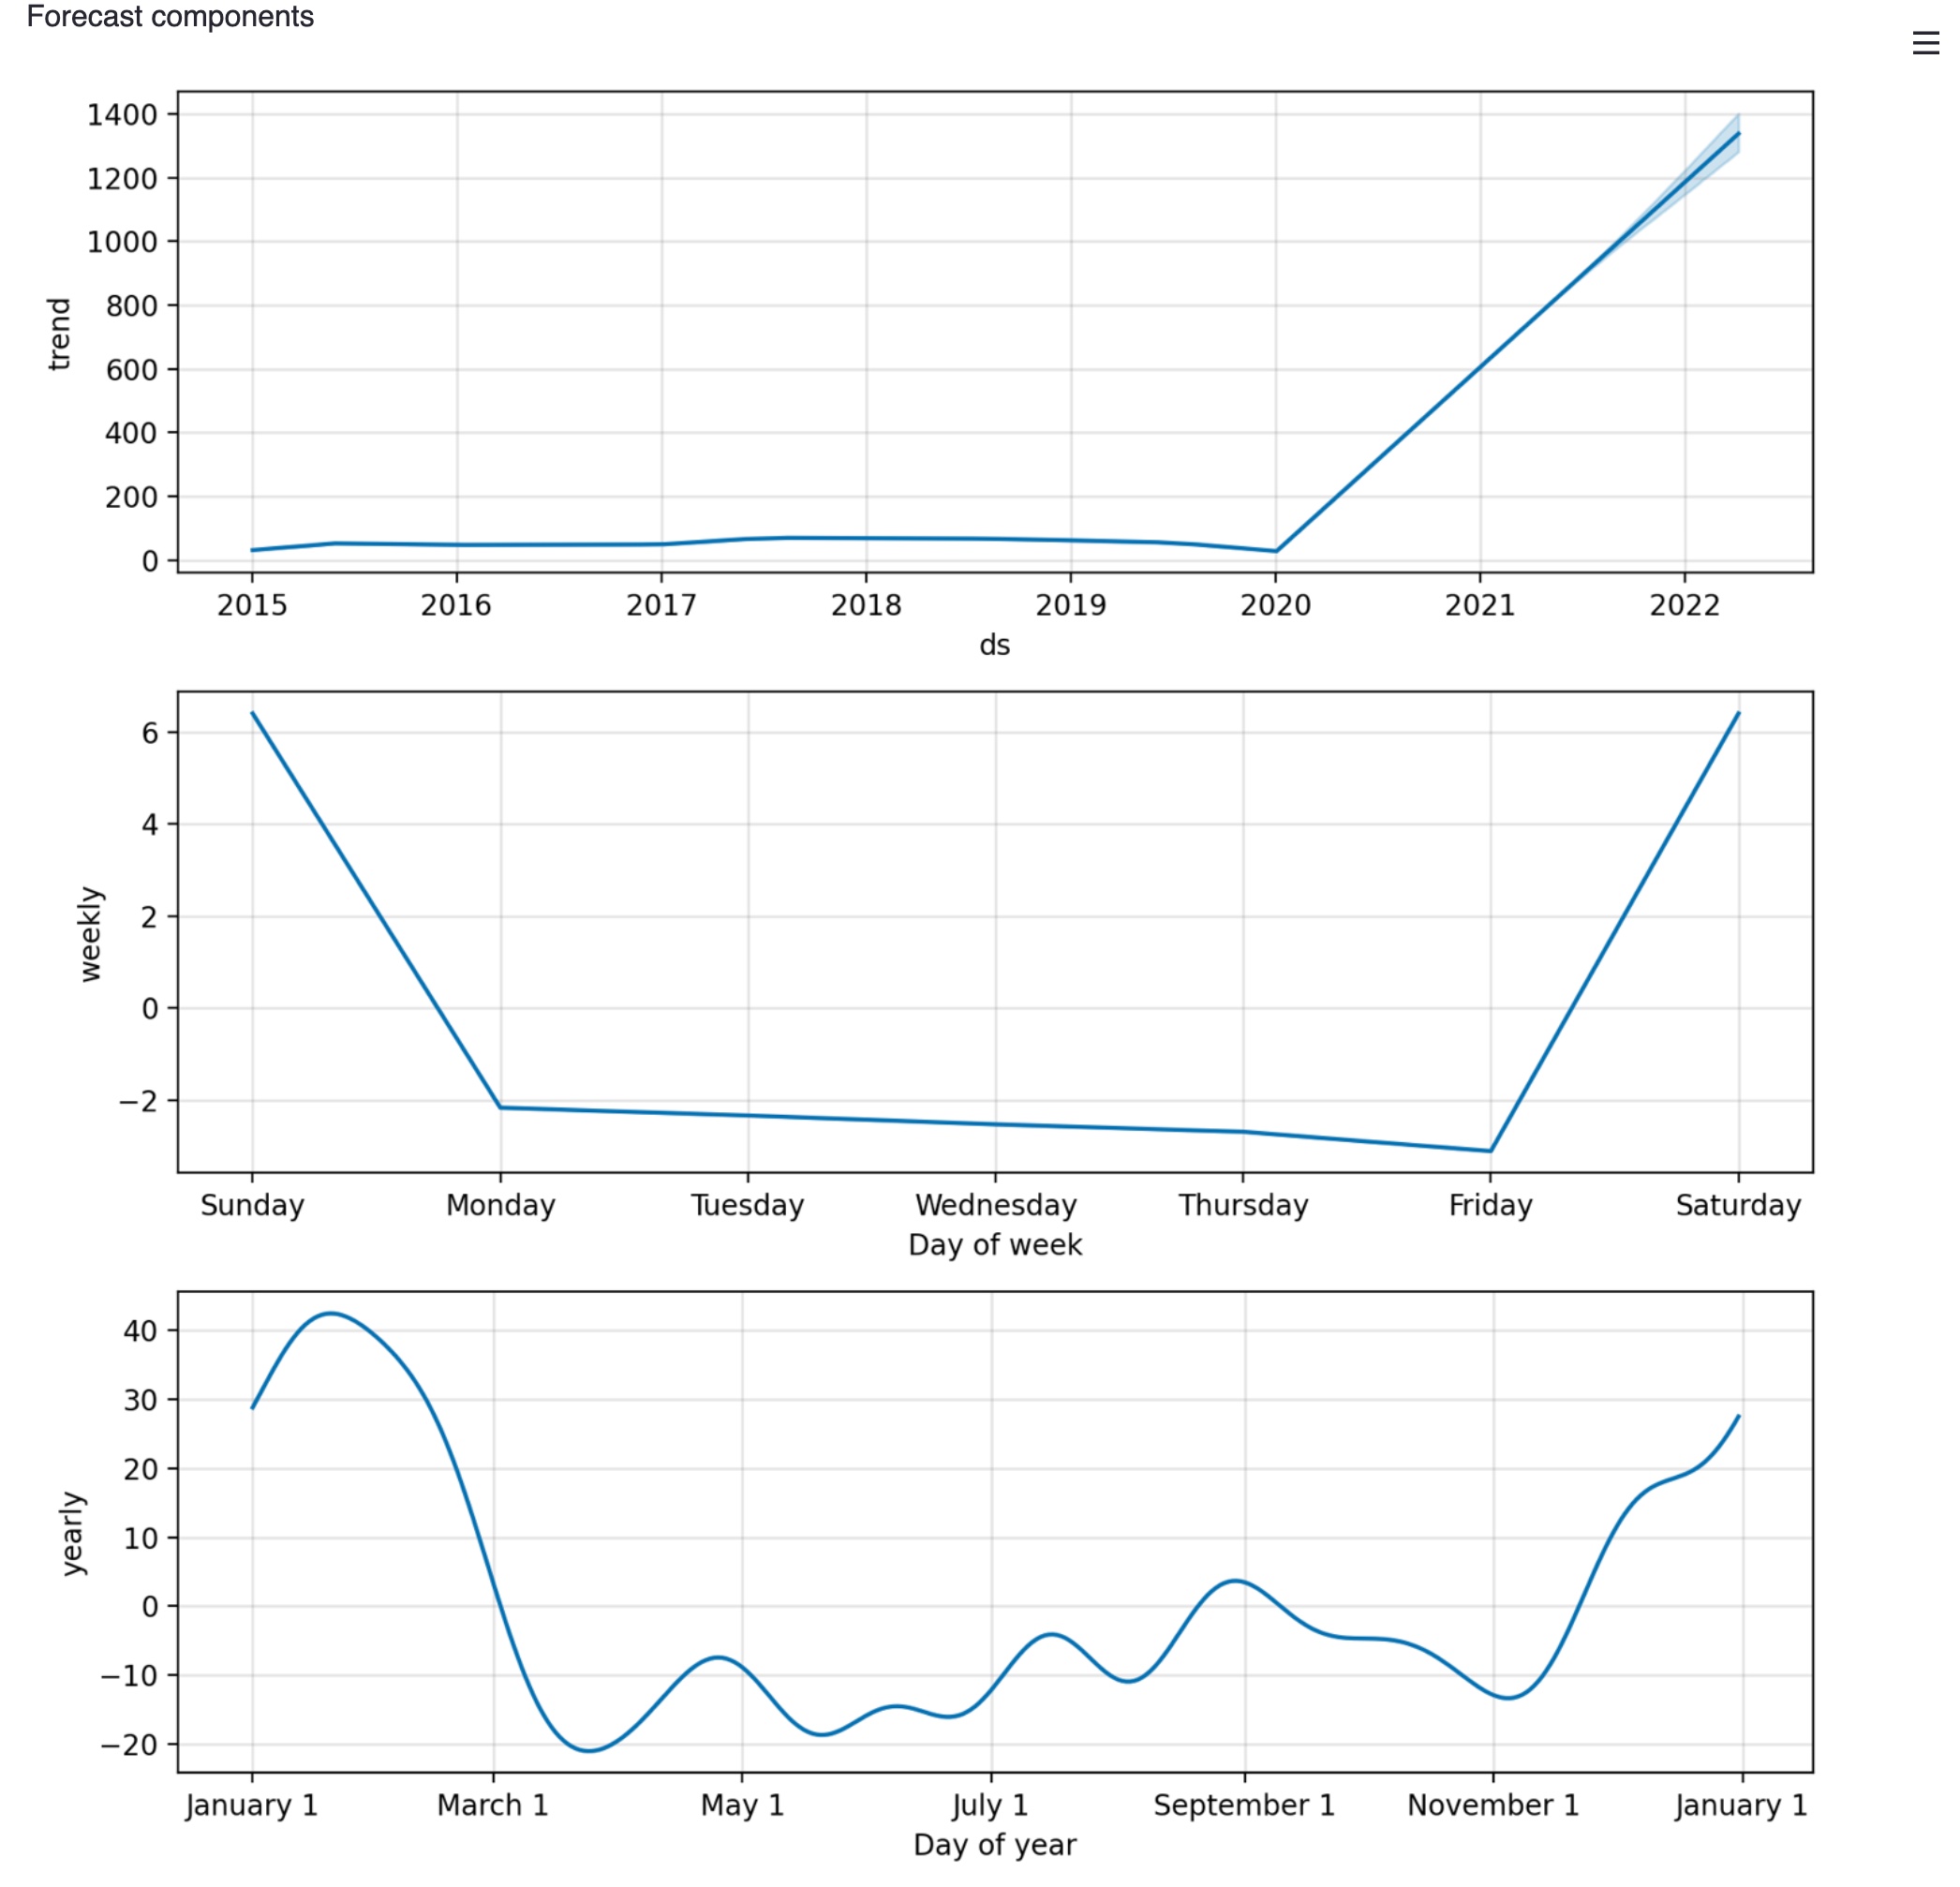 Forecast components
1400
1200
1000
800
600
400
200
0
trend
2015 2016 2017 2018 2019 2020 2021 2022
ds
6
4
2
0
−2
weekly
Sunday Monday Tuesday Wednesday Thursday Friday Saturday
Day of week
40
30
20
10
0
−10
−20
yearly
January 1 March 1 May 1 July 1 September 1 November 1 January 1
Day of year